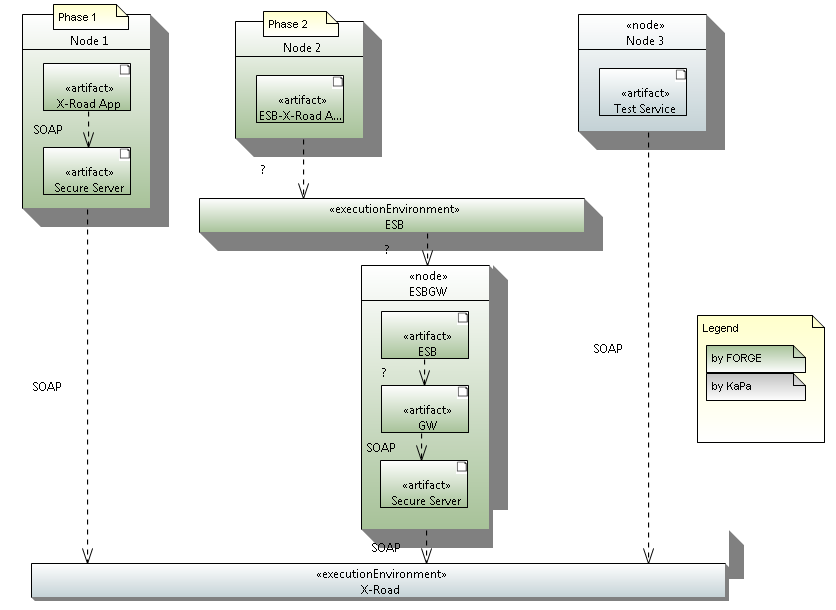 Phase 1
Node 1
«artifact»
X-Road App
SOAP
«artifact»
Secure Server
Phase 2
Node 2
«artifact»
ESB-X-Road A...
?
«node»
Node 3
«artifact»
Test Service
«executionEnvironment»
ESB
?
«node»
ESBGW
«artifact»
ESB
?
«artifact»
GW
SOAP
«artifact»
Secure Server
SOAP
SOAP
SOAP
Legend
by FORGE
by KaPa
«executionEnvironment»
X-Road